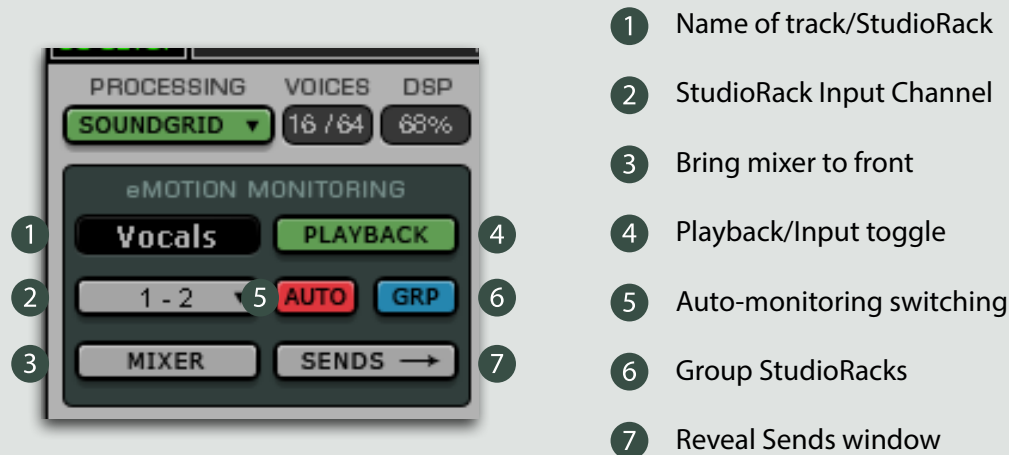 PROCESSING VOICES DSP
SOUNDGRID 16 / 64 68%
eMOTION MONITORING
1 Vocals PLAYBACK 4
2 1 - 2 5 AUTO GRP 6
3 MIXER SENDS → 7
1 Name of track/StudioRack
2 StudioRack Input Channel
3 Bring mixer to front
4 Playback/Input toggle
5 Auto-monitoring switching
6 Group StudioRacks
7 Reveal Sends window